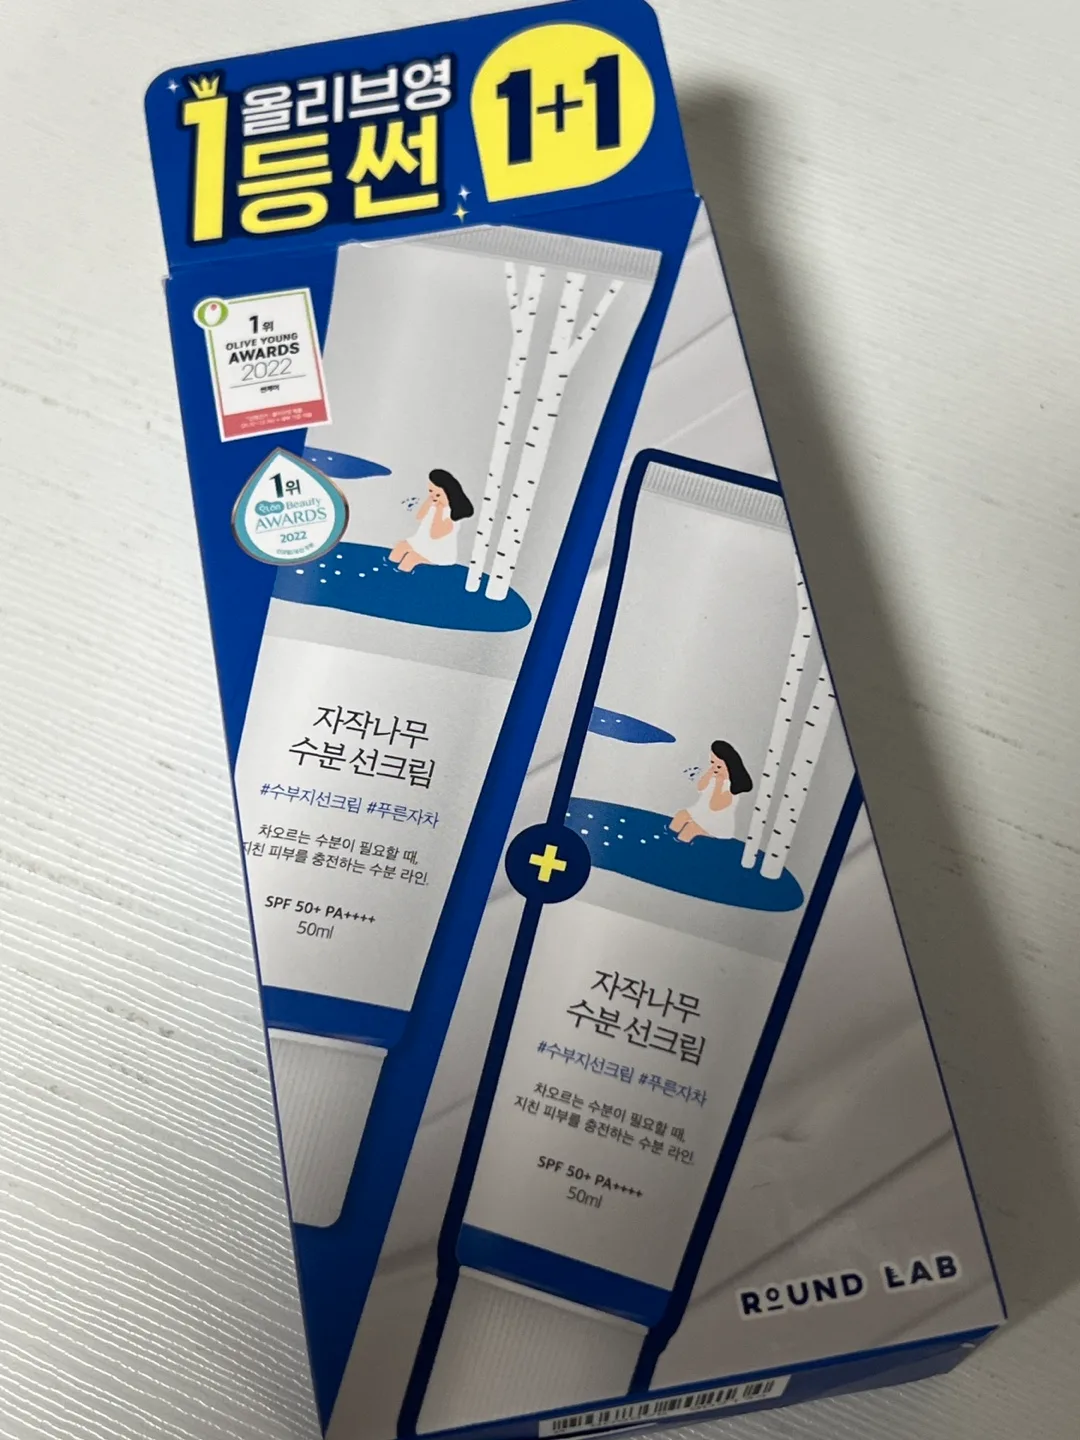 올리브영
1등 썬
1+1
1위
OLIVE YOUNG
AWARDS
2022
썬케어
1위
Qoo10 Beauty
AWARDS
2022
자작나무
수분 선크림
#수부지선크림 #푸른자차
차오르는 수분이 필요할 때,
지친 피부를 충전하는 수분 라인.
SPF 50+ PA++++
50ml
+
자작나무
수분 선크림
#수부지선크림 #푸른자차
차오르는 수분이 필요할 때,
지친 피부를 충전하는 수분 라인.
SPF 50+ PA++++
50ml
ROUND LAB